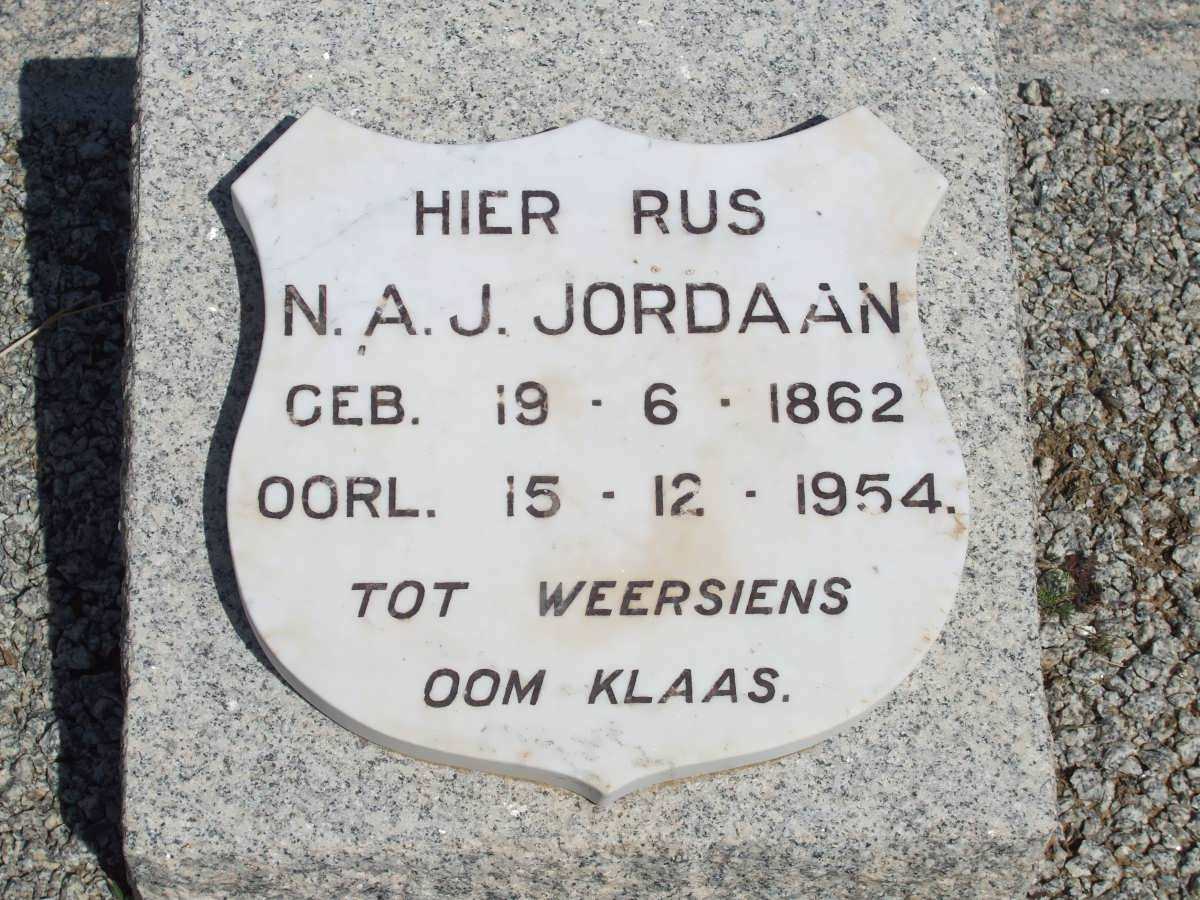 HIER RUS
N. A. J. JORDAAN
GEB. 19 - 6 - 1862
OORL. 15 - 12 - 1954.
TOT WEERSIENS
OOM KLAAS.